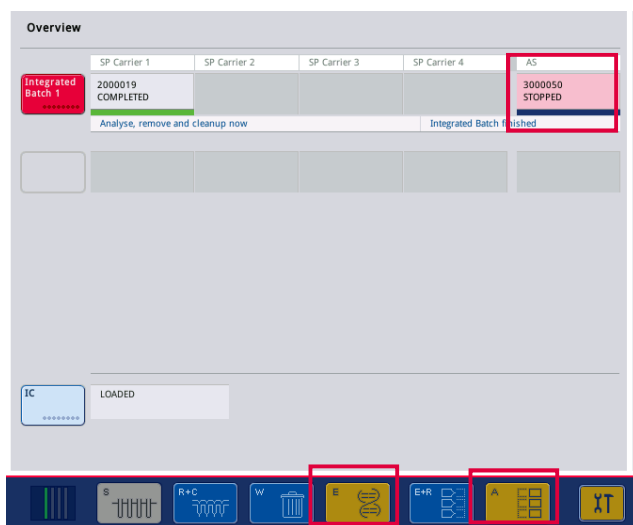 Overview
SP Carrier 1 SP Carrier 2 SP Carrier 3 SP Carrier 4 AS
Integrated
Batch 1
2000019
COMPLETED
3000050
STOPPED
Analyse, remove and cleanup now
Integrated Batch finished
IC
LOADED
S
R+C
W
E
E+R
A